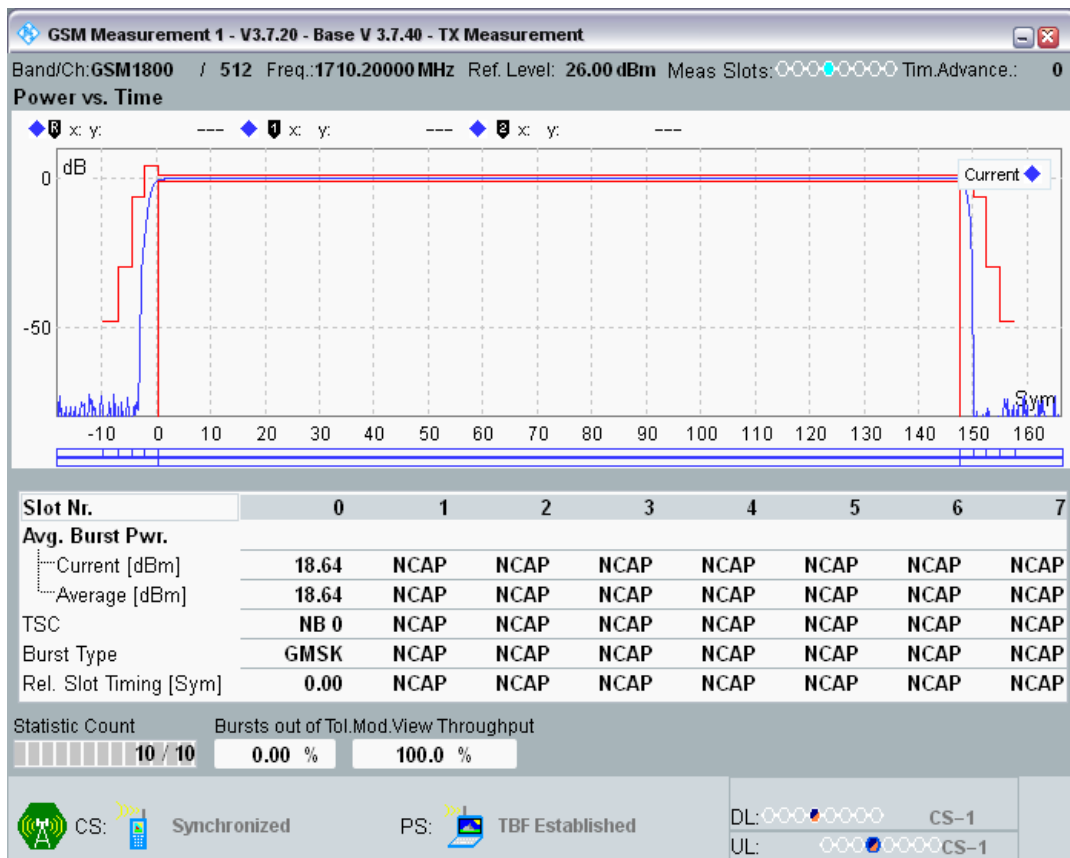 GSM Measurement 1 - V3.7.20 - Base V 3.7.40 - TX Measurement
Band/Ch:GSM1800 / 512 Freq.:1710.20000 MHz Ref. Level: 26.00 dBm Meas Slots: Tim.Advance.: 0
Power vs. Time
R x: y: --- 1 x: y: --- 2 x: y: ---
dB
Current
0
-50
Sym
-10 0 10 20 30 40 50 60 70 80 90 100 110 120 130 140 150 160
Slot Nr. 0 1 2 3 4 5 6 7
Avg. Burst Pwr.
Current [dBm] 18.64 NCAP NCAP NCAP NCAP NCAP NCAP NCAP
Average [dBm] 18.64 NCAP NCAP NCAP NCAP NCAP NCAP NCAP
TSC NB 0 NCAP NCAP NCAP NCAP NCAP NCAP NCAP
Burst Type GMSK NCAP NCAP NCAP NCAP NCAP NCAP NCAP
Rel. Slot Timing [Sym] 0.00 NCAP NCAP NCAP NCAP NCAP NCAP NCAP
Statistic Count Bursts out of Tol. Mod.View Throughput
10 / 10 0.00 % 100.0 %
CS: Synchronized PS: TBF Established
DL: CS-1
UL: CS-1